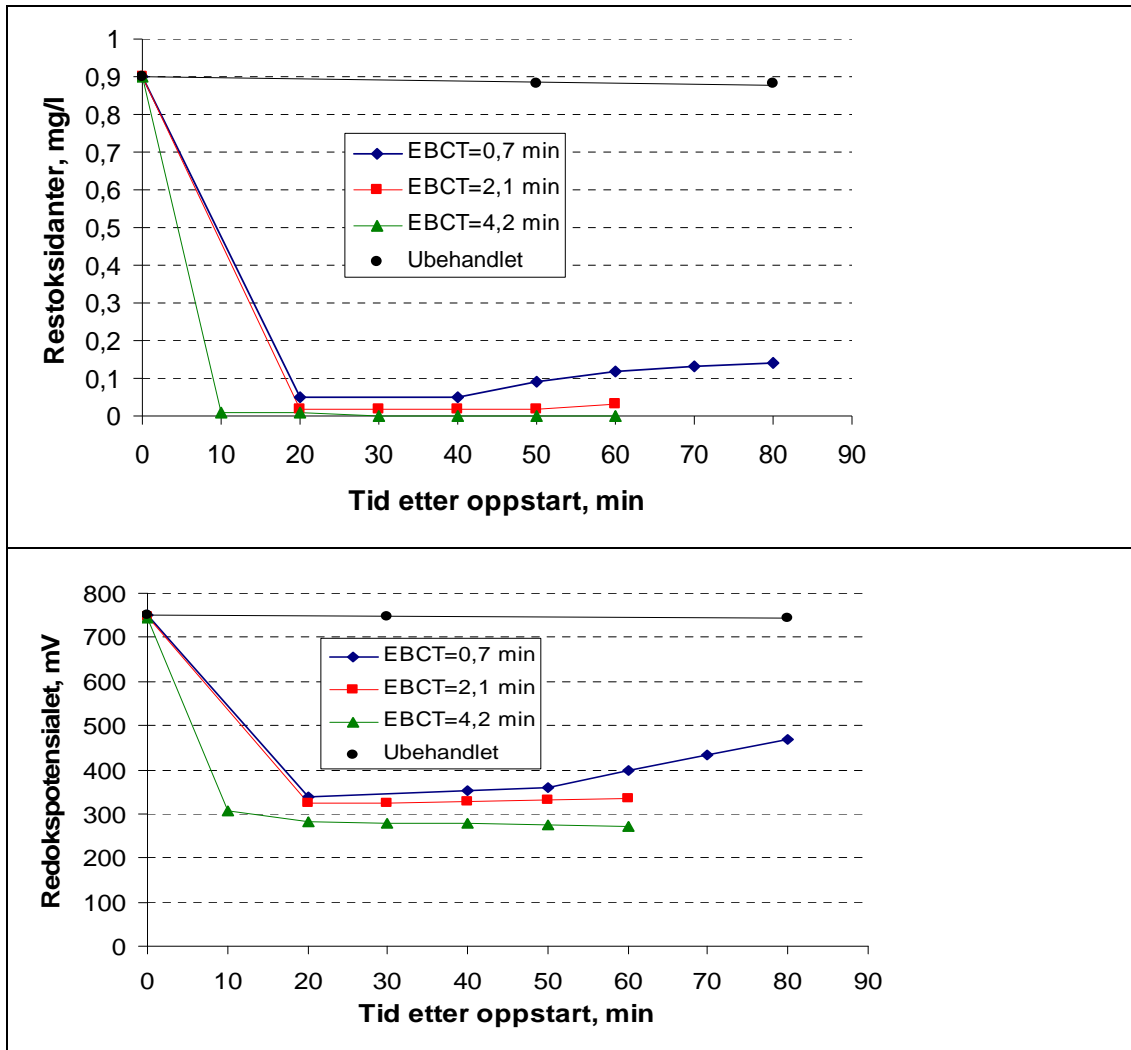 1
0,9
0,8
0,7
0,6
0,5
0,4
0,3
0,2
0,1
0
Restoksidanter, mg/l
EBCT=0,7 min
EBCT=2,1 min
EBCT=4,2 min
Ubehandlet
0 10 20 30 40 50 60 70 80 90
Tid etter oppstart, min
800
700
600
500
400
300
200
100
0
Redokspotensialet, mV
EBCT=0,7 min
EBCT=2,1 min
EBCT=4,2 min
Ubehandlet
0 10 20 30 40 50 60 70 80 90
Tid etter oppstart, min